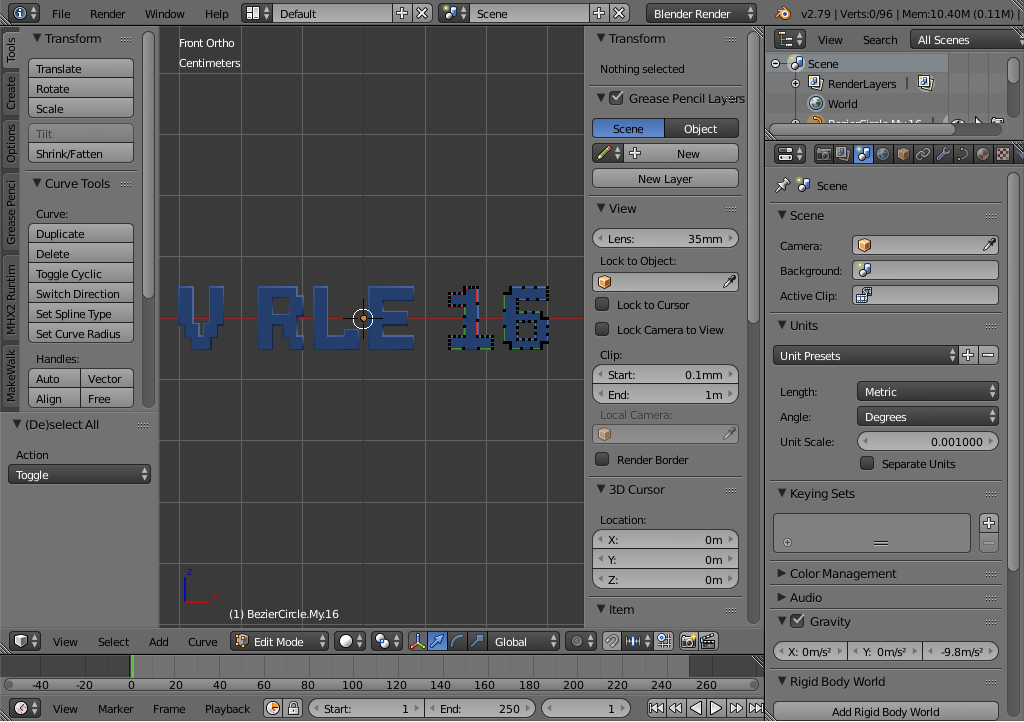 File Render Window Help Default Scene Blender Render v2.79 | Verts:0/96 | Mem:10.40M (0.11M) |
Tools
Create
Options
Grease Penci
MHX2 Runtim
MakeWalk
Transform
Translate
Rotate
Scale
Tilt
Shrink/Fatten
Curve Tools
Curve:
Duplicate
Delete
Toggle Cyclic
Switch Direction
Set Spline Type
Set Curve Radius
Handles:
Auto Vector
Align Free
(De)select All
Action
Toggle
Front Ortho
Centimeters
V RLE 16
z
x
(1) BezierCircle.My.16
Transform
Nothing selected
Grease Pencil Layers
Scene Object
New
New Layer
View
Lens: 35mm
Lock to Object:
Lock to Cursor
Lock Camera to View
Clip:
Start: 0.1mm
End: 1m
Local Camera:
Render Border
3D Cursor
Location:
X: 0m
Y: 0m
Z: 0m
Item
View Search All Scenes
Scene
RenderLayers |
World
BezierCircle.My.16
Scene
Scene
Camera:
Background:
Active Clip:
Units
Unit Presets
Length: Metric
Angle: Degrees
Unit Scale: 0.001000
Separate Units
Keying Sets
Color Management
Audio
Gravity
X: 0m/s² Y: 0m/s² -9.8m/s²
Rigid Body World
Add Rigid Body World
View Select Add Curve Edit Mode Global
-40 -20 0 20 40 60 80 100 120 140 160 180 200 220 240 260
View Marker Frame Playback Start: 1 End: 250 1